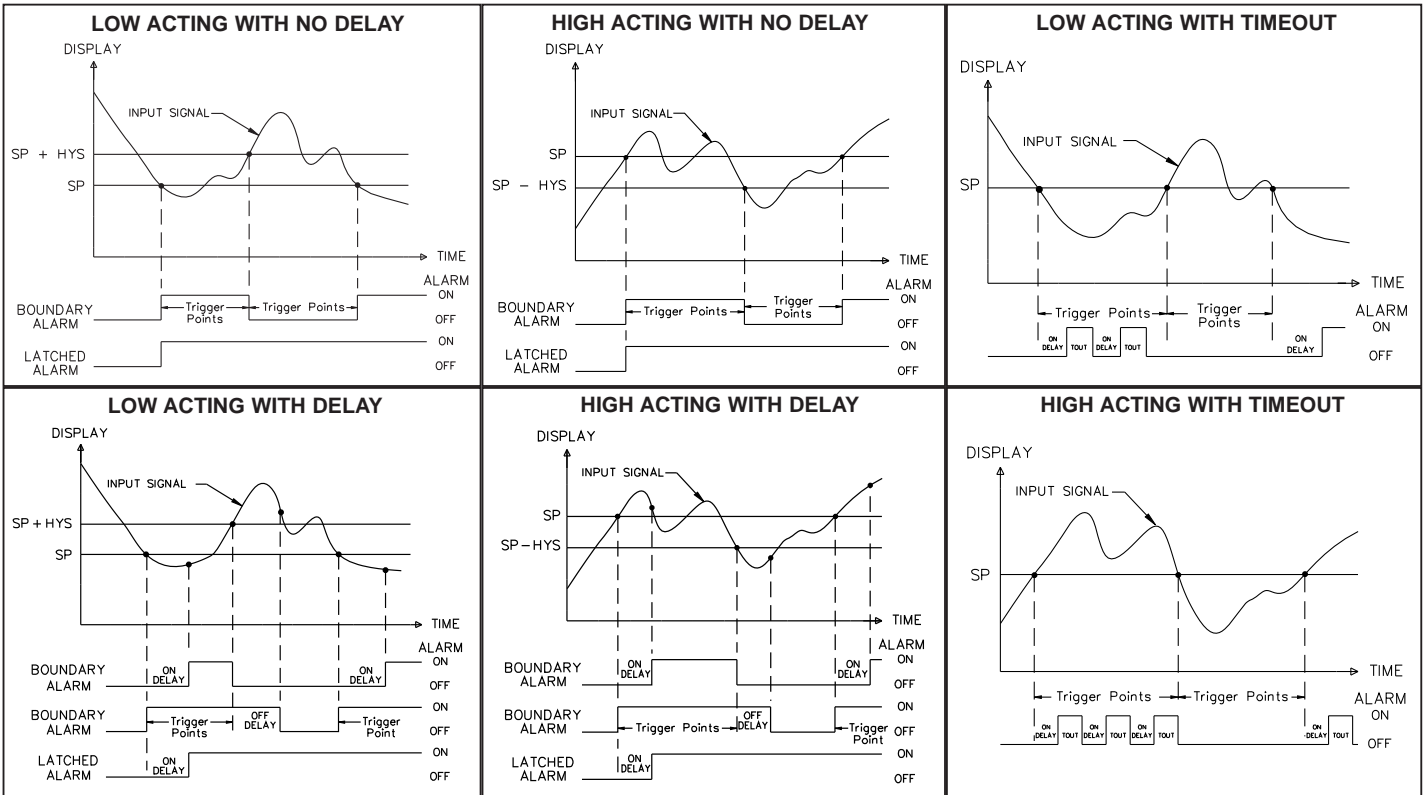 LOW ACTING WITH NO DELAY
DISPLAY
INPUT SIGNAL
SP + HYS
SP
TIME
ALARM
BOUNDARY
ALARM
Trigger
Points
Trigger Points
ON
OFF
LATCHED
ALARM
ON
OFF
HIGH ACTING WITH NO DELAY
DISPLAY
INPUT SIGNAL
SP
SP - HYS
TIME
ALARM
BOUNDARY
ALARM
Trigger Points
Trigger
Points
ON
OFF
LATCHED
ALARM
ON
OFF
LOW ACTING WITH TIMEOUT
DISPLAY
INPUT SIGNAL
SP
TIME
Trigger Points
Trigger
Points
ALARM
ON
OFF
ON
DELAY
TOUT
ON
DELAY
TOUT
ON
DELAY
LOW ACTING WITH DELAY
DISPLAY
INPUT SIGNAL
SP + HYS
SP
TIME
ALARM
BOUNDARY
ALARM
ON
DELAY
ON
DELAY
ON
OFF
BOUNDARY
ALARM
Trigger
Points
OFF
DELAY
Trigger
Point
ON
OFF
LATCHED
ALARM
ON
DELAY
ON
OFF
HIGH ACTING WITH DELAY
DISPLAY
INPUT SIGNAL
SP
SP - HYS
TIME
ALARM
BOUNDARY
ALARM
ON
DELAY
ON
DELAY
ON
OFF
BOUNDARY
ALARM
Trigger Points
OFF
DELAY
Trigger
Point
ON
OFF
LATCHED
ALARM
ON
DELAY
ON
OFF
HIGH ACTING WITH TIMEOUT
DISPLAY
INPUT SIGNAL
SP
TIME
Trigger Points
Trigger Points
ALARM
ON
OFF
ON
DELAY
TOUT
ON
DELAY
TOUT
ON
DELAY
TOUT
ON
DELAY
TOUT